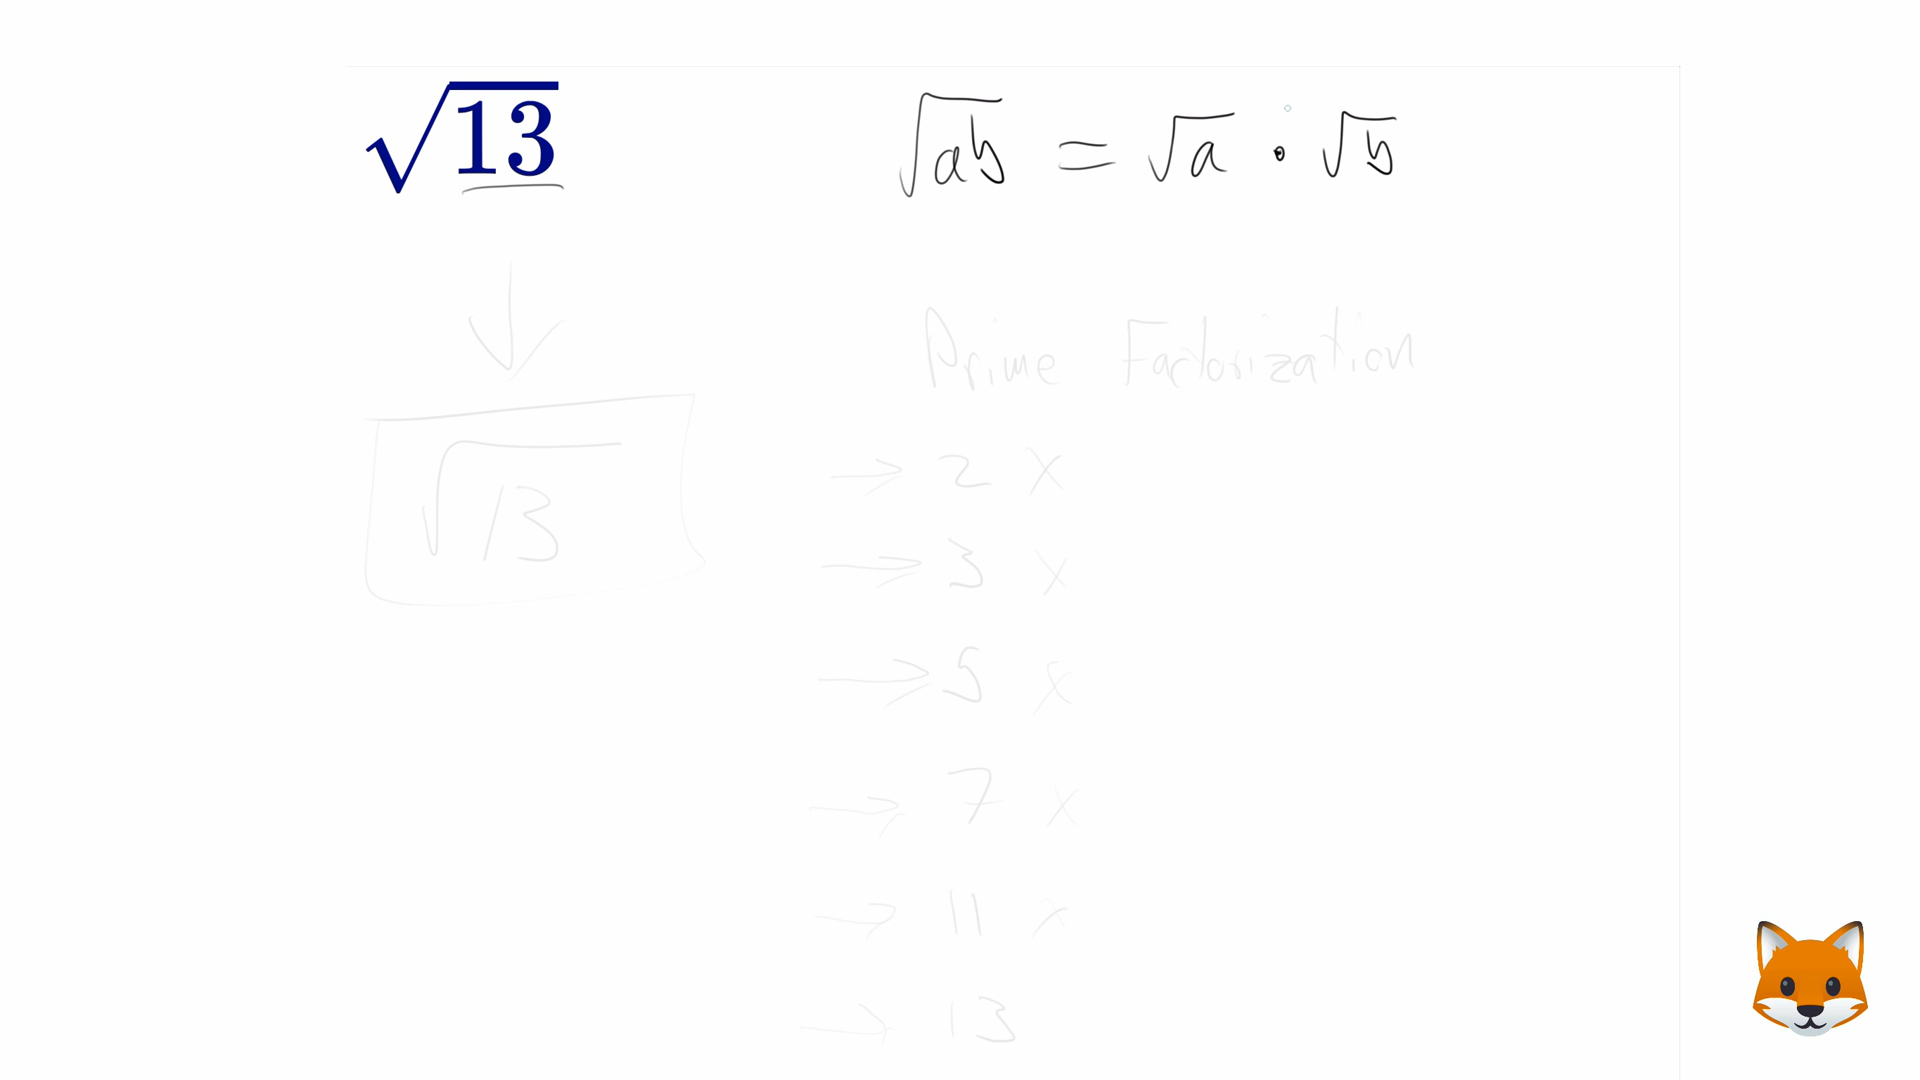 √13
√ab = √a · √b
Prime Factorization
√13
→ 2 X
→ 3 X
→ 5 X
→ 7 X
→ 11 X
→ 13